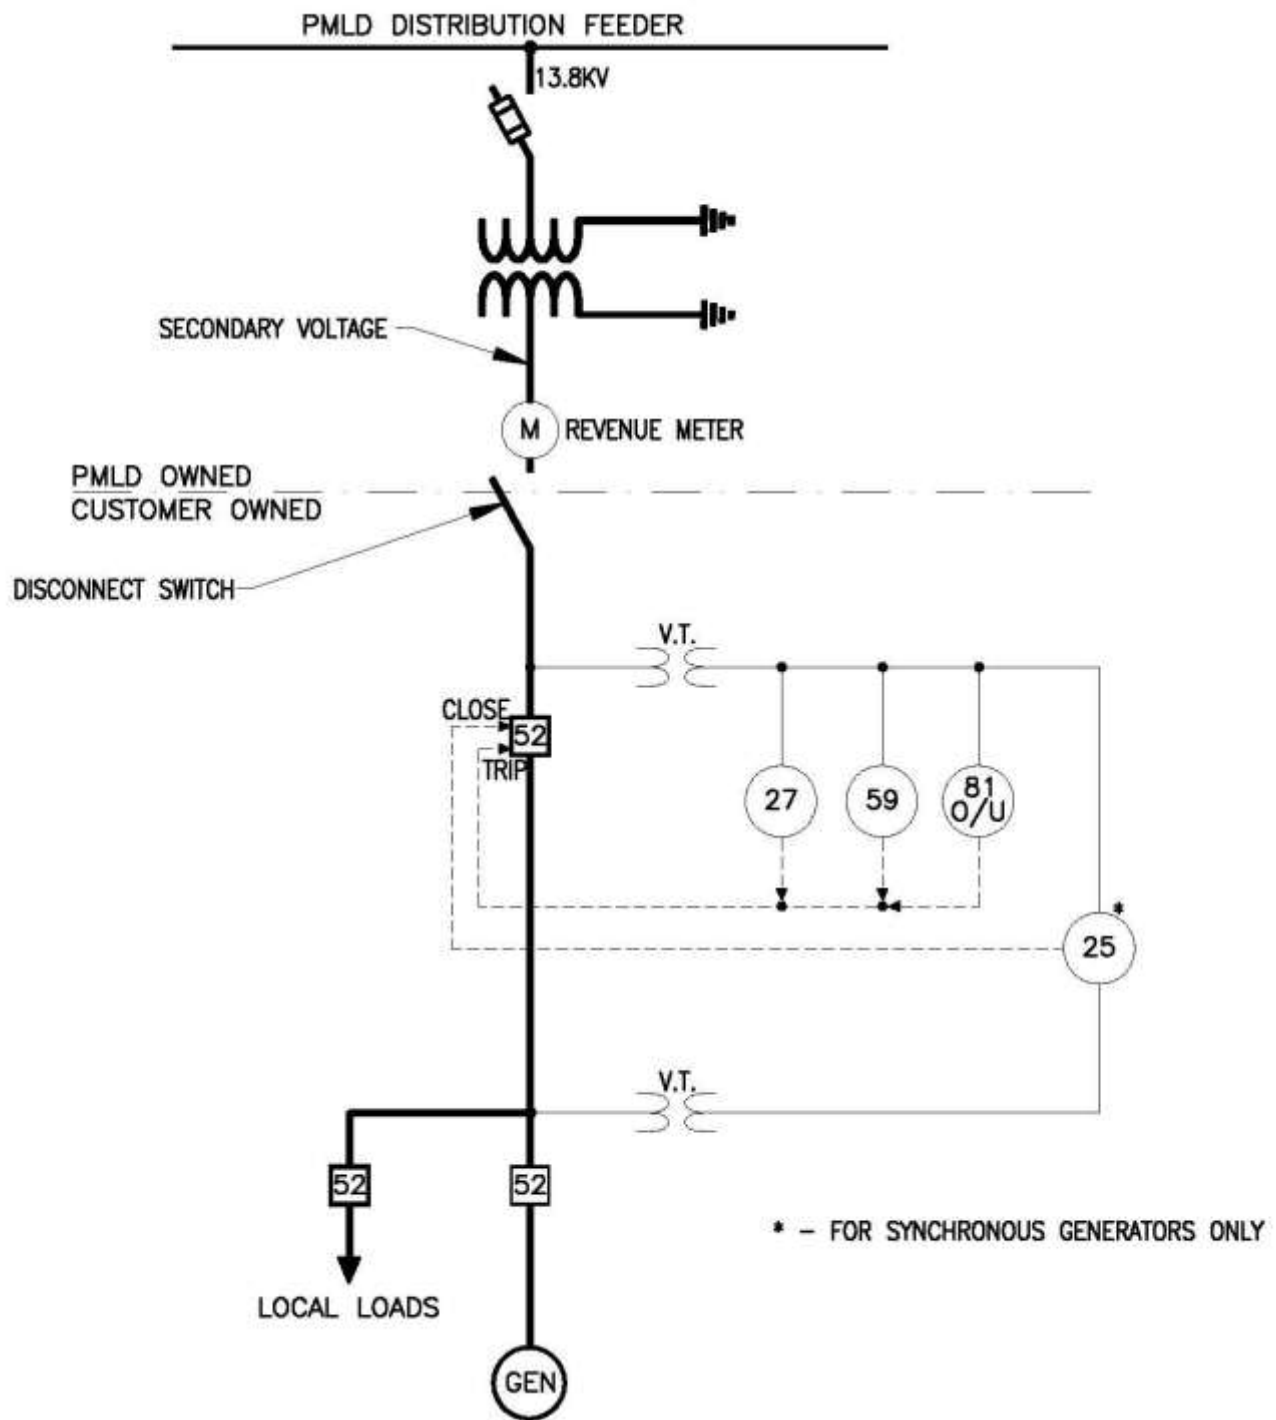 PMLD DISTRIBUTION FEEDER
13.8KV
SECONDARY VOLTAGE
M REVENUE METER
PMLD OWNED
CUSTOMER OWNED
DISCONNECT SWITCH
V.T.
CLOSE
52
TRIP
27
59
81
O/U
*
25
V.T.
52
52
* – FOR SYNCHRONOUS GENERATORS ONLY
LOCAL LOADS
GEN